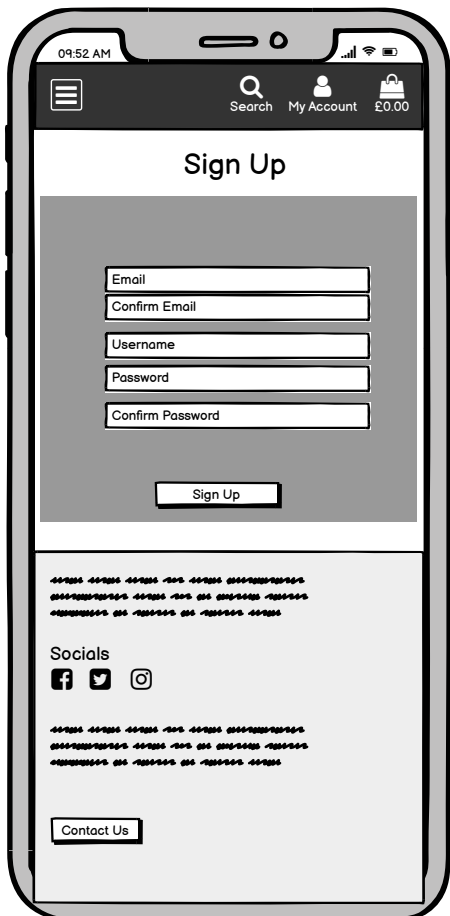 09:52 AM
Search My Account £0.00
Sign Up
Email
Confirm Email
Username
Password
Confirm Password
Sign Up
Socials
Contact Us